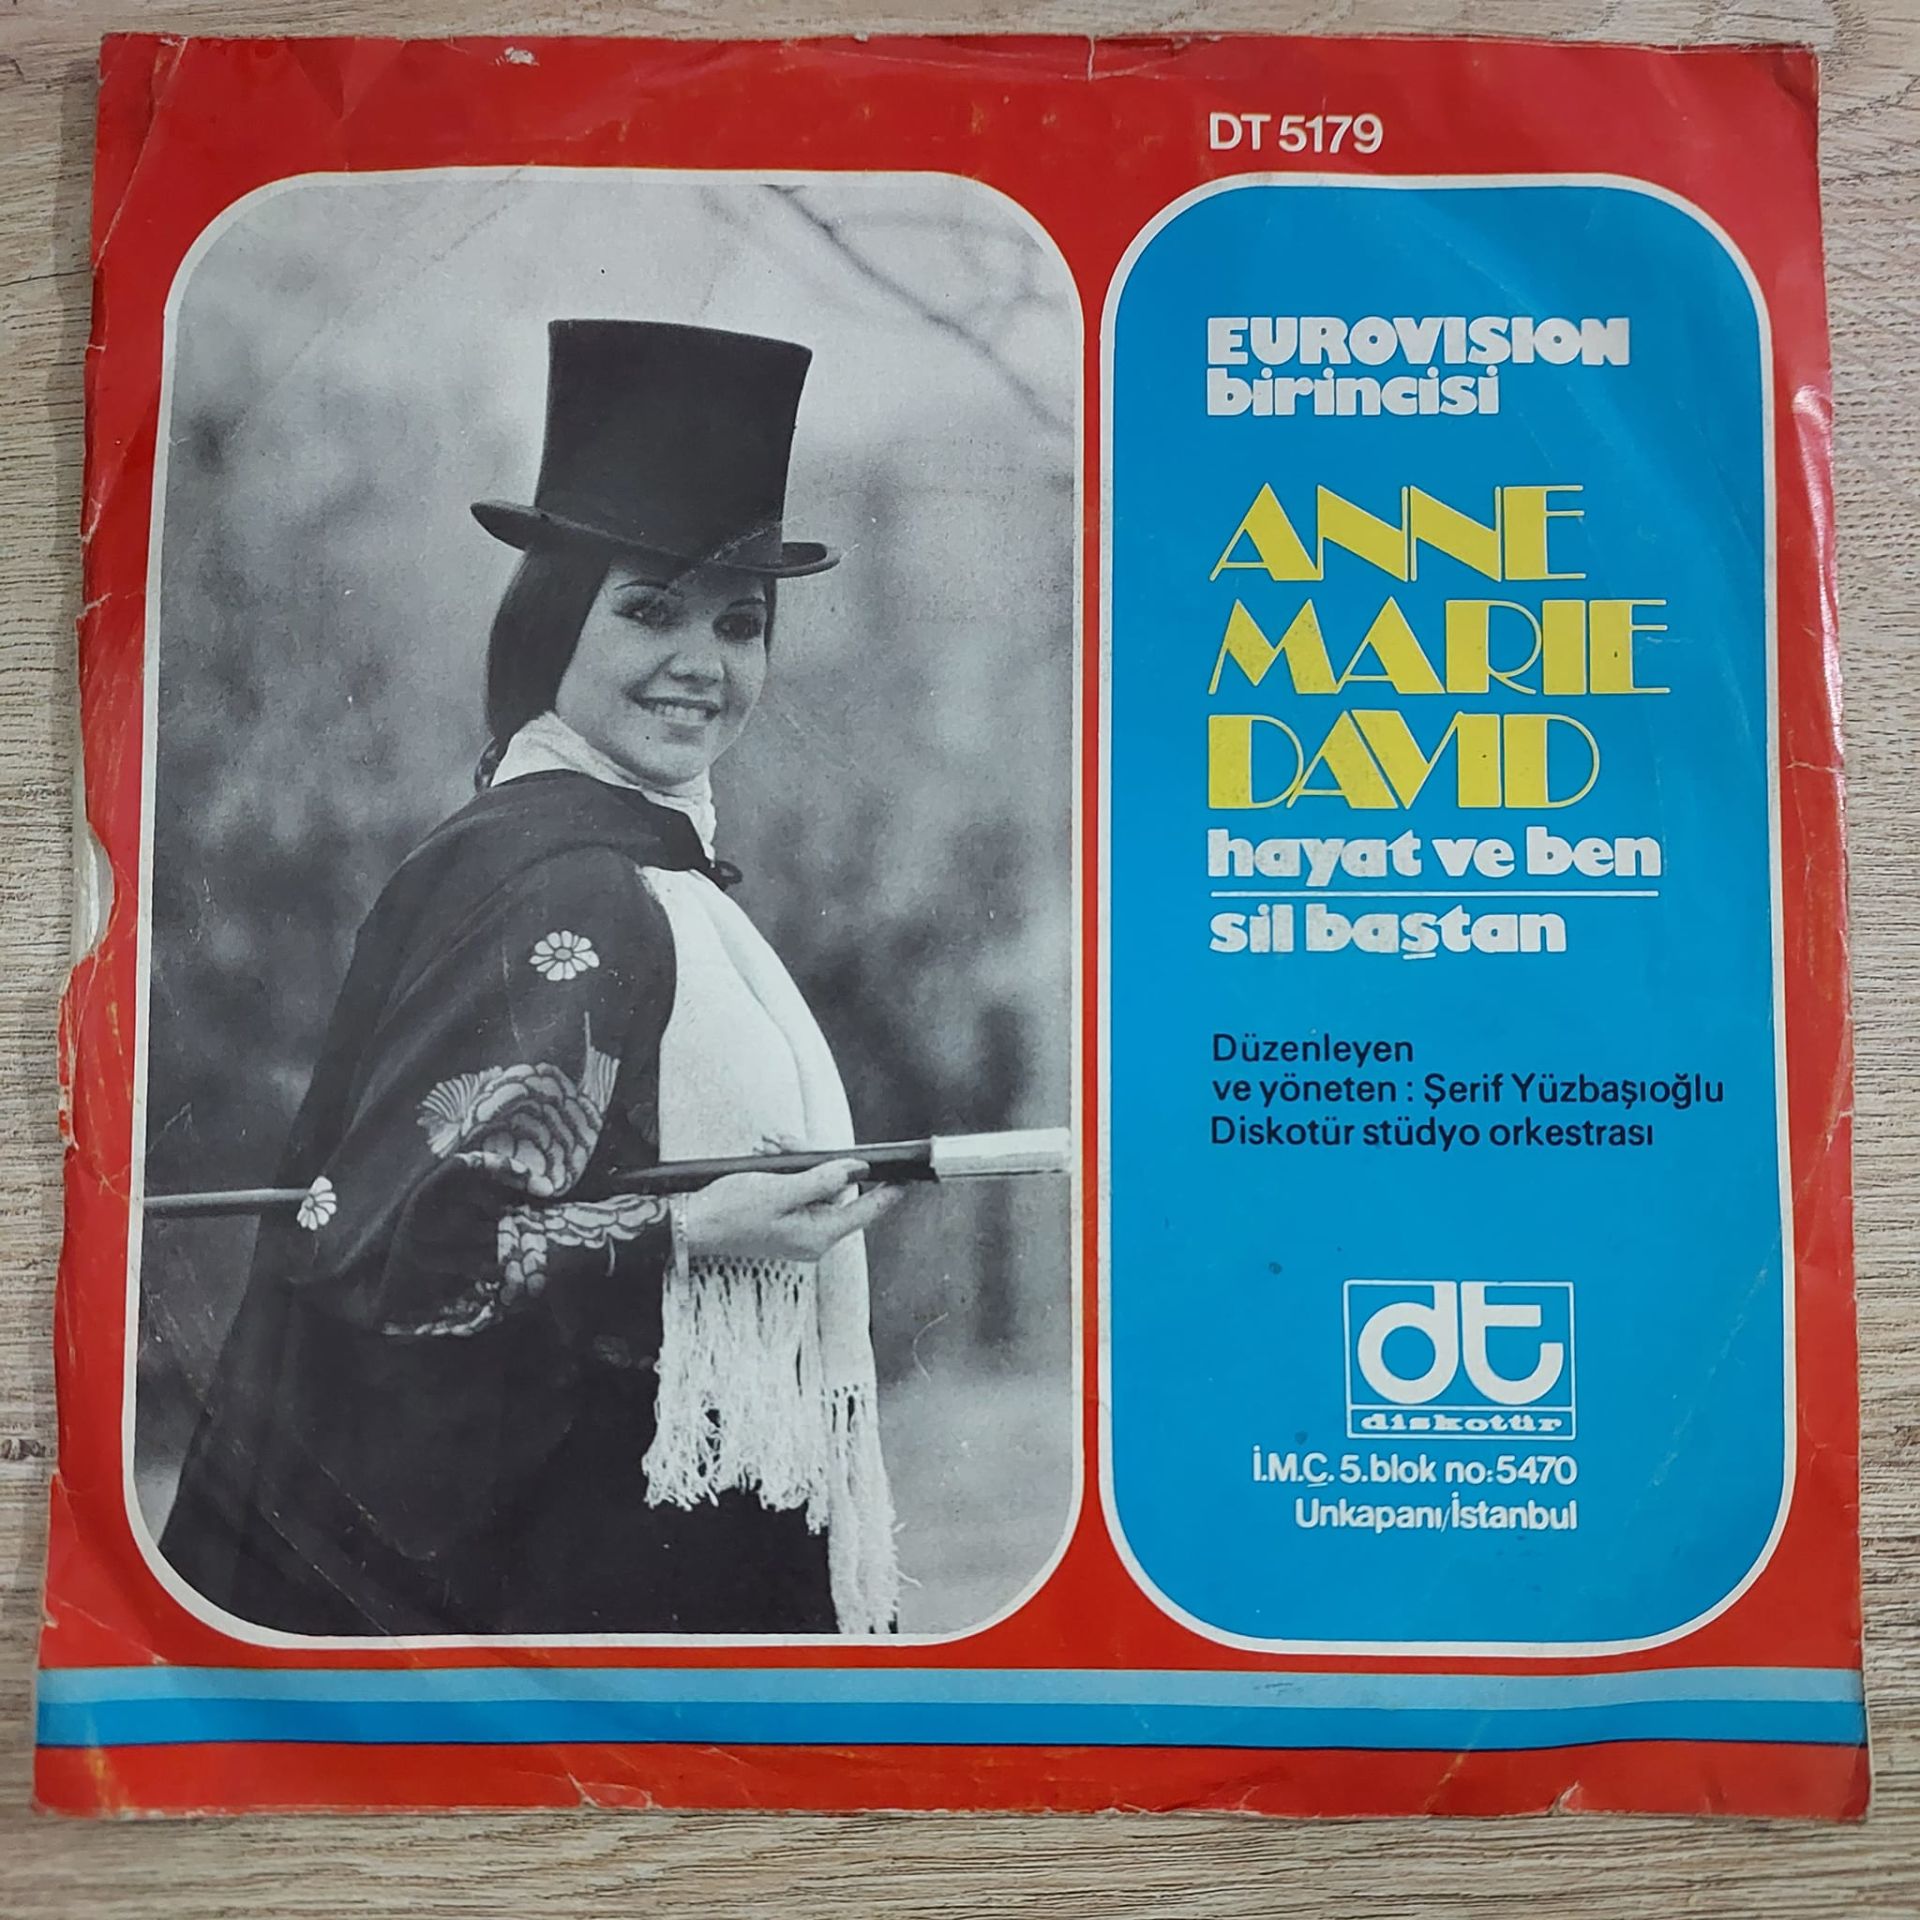 DT 5179
EUROVISION
birincisi
ANNE
MARIE
DAVID
hayat ve ben
sil baştan
Düzenleyen
ve yöneten : Şerif Yüzbaşıoğlu
Diskotür stüdyo orkestrası
dt
diskotür
İ.M.Ç. 5.blok no:5470
Unkapanı/İstanbul